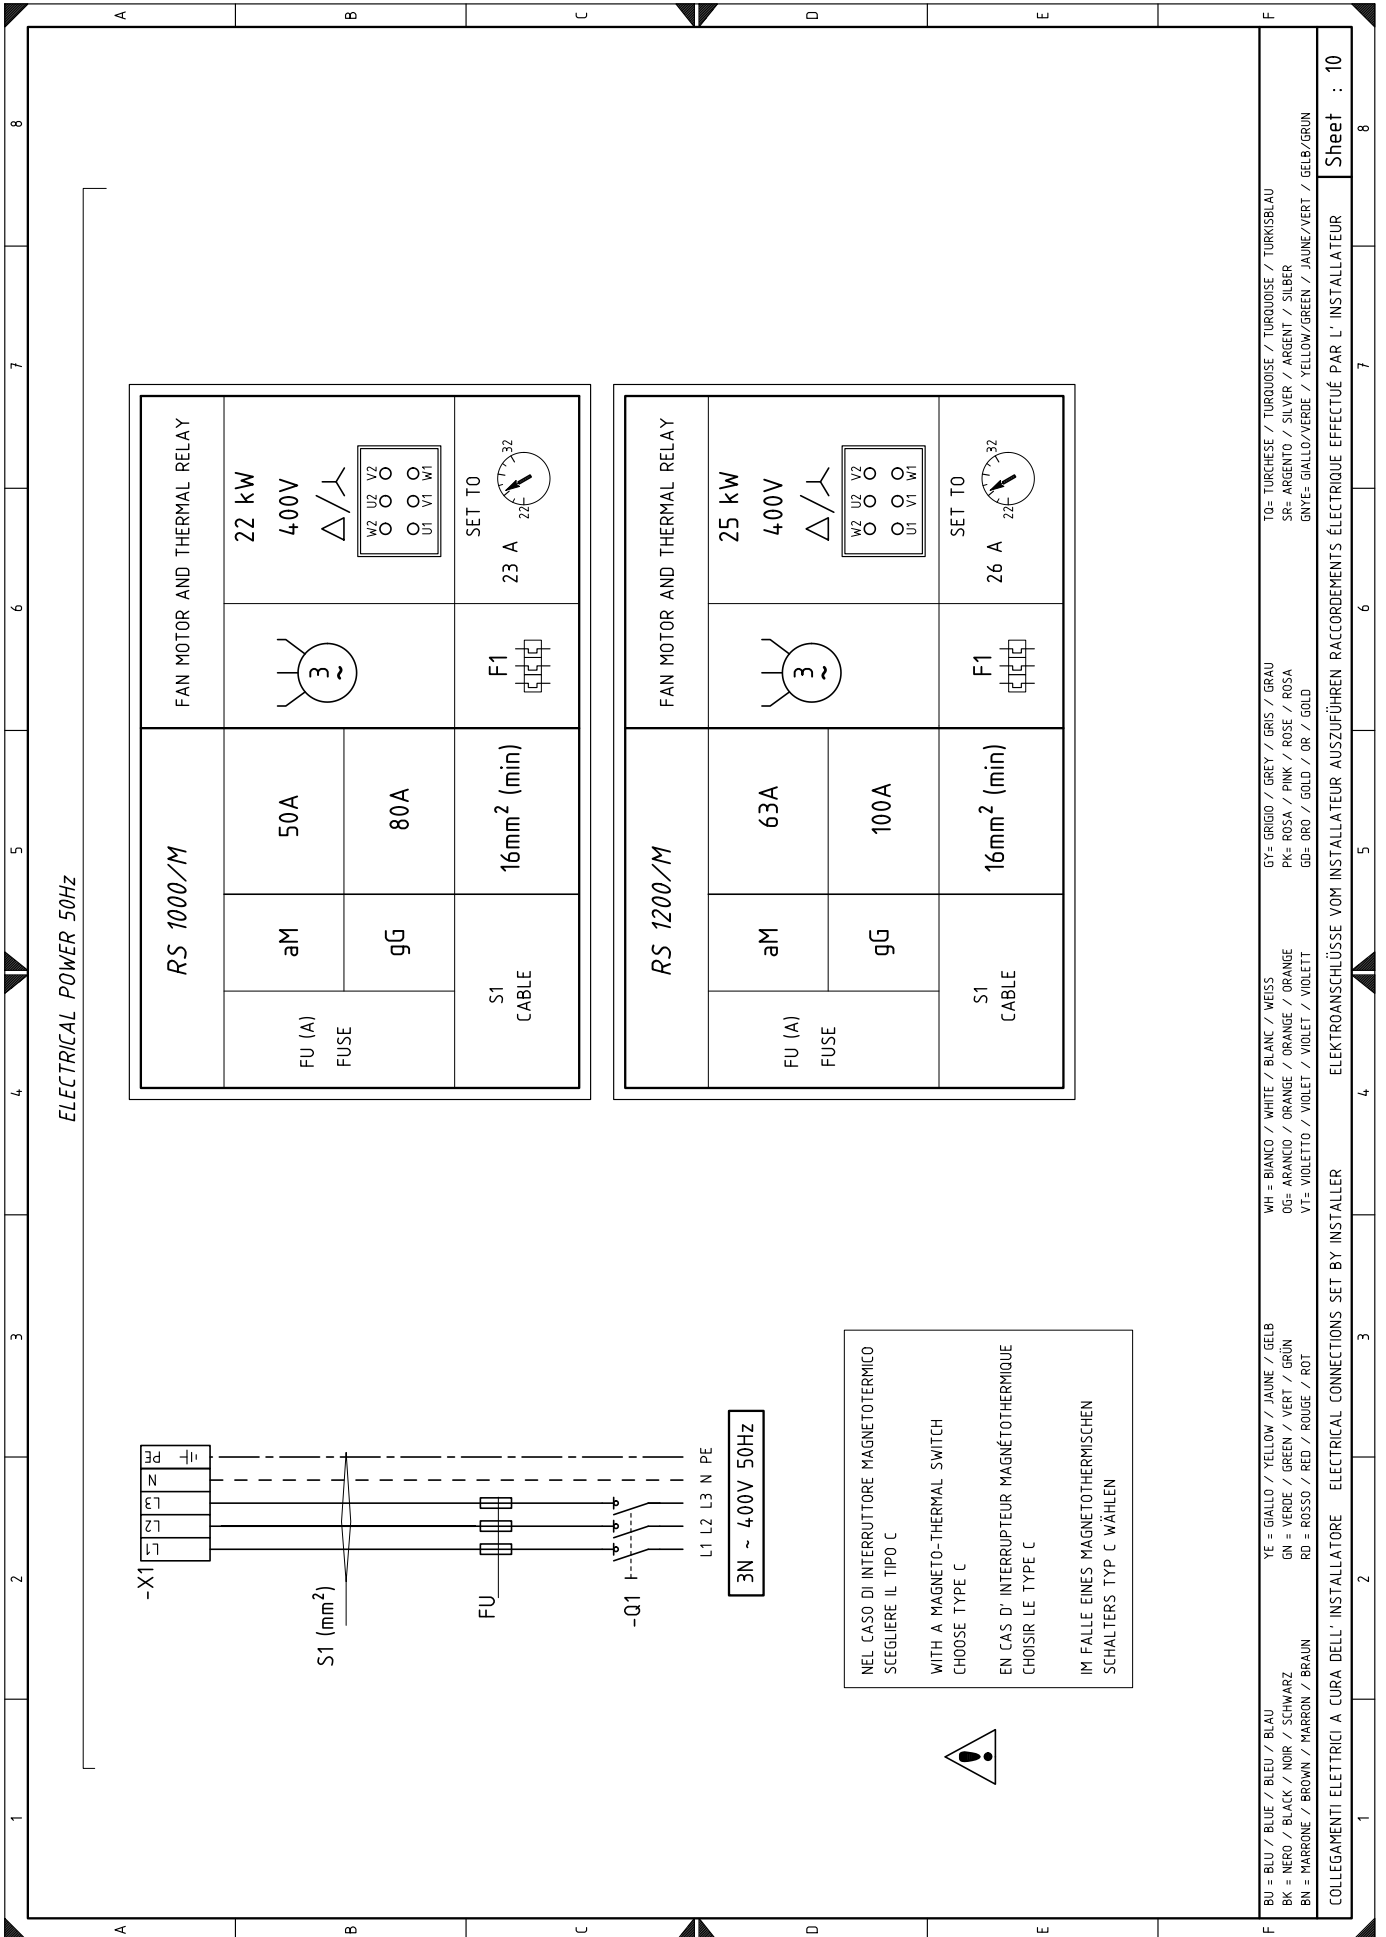 1 2 3 4 5 6 7 8
A A
B B
C C
D D
E E
F F
ELECTRICAL POWER 50Hz
-X1
L1 L2 L3 N PE
S1 (mm²)
FU
-Q1
L1 L2 L3 N PE
3N ~ 400V 50Hz
RS 1000/M
FAN MOTOR AND THERMAL RELAY
FU (A)
FUSE
aM
50A
gG
80A
3
~
22 kW
400V
W2 U2 V2
U1 V1 W1
S1
CABLE
16mm² (min)
F1
SET TO
23 A
22 32
RS 1200/M
FAN MOTOR AND THERMAL RELAY
FU (A)
FUSE
aM
63A
gG
100A
3
~
25 kW
400V
W2 U2 V2
U1 V1 W1
S1
CABLE
16mm² (min)
F1
SET TO
26 A
22 32
NEL CASO DI INTERRUTTORE MAGNETOTERMICO
SCEGLIERE IL TIPO C
WITH A MAGNETO-THERMAL SWITCH
CHOOSE TYPE C
EN CAS D' INTERRUPTEUR MAGNÉTOTHERMIQUE
CHOISIR LE TYPE C
IM FALLE EINES MAGNETOTHERMISCHEN
SCHALTERS TYP C WÄHLEN
BU = BLU / BLUE / BLEU / BLAU
BK = NERO / BLACK / NOIR / SCHWARZ
BN = MARRONE / BROWN / MARRON / BRAUN
YE = GIALLO / YELLOW / JAUNE / GELB
GN = VERDE / GREEN / VERT / GRÜN
RD = ROSSO / RED / ROUGE / ROT
WH = BIANCO / WHITE / BLANC / WEISS
OG= ARANCIO / ORANGE / ORANGE / ORANGE
VT= VIOLETTO / VIOLET / VIOLET / VIOLETT
GY= GRIGIO / GREY / GRIS / GRAU
PK= ROSA / PINK / ROSE / ROSA
GD= ORO / GOLD / OR / GOLD
TQ= TURCHESE / TURQUOISE / TURQUOISE / TURKISBLAU
SR= ARGENTO / SILVER / ARGENT / SILBER
GNYE= GIALLO/VERDE / YELLOW/GREEN / JAUNE/VERT / GELB/GRUN
COLLEGAMENTI ELETTRICI A CURA DELL' INSTALLATORE ELECTRICAL CONNECTIONS SET BY INSTALLER ELEKTROANSCHLÜSSE VOM INSTALLATEUR AUSZUFÜHREN RACCORDEMENTS ÉLECTRIQUE EFFECTUÉ PAR L' INSTALLATEUR
Sheet : 10
1 2 3 4 5 6 7 8